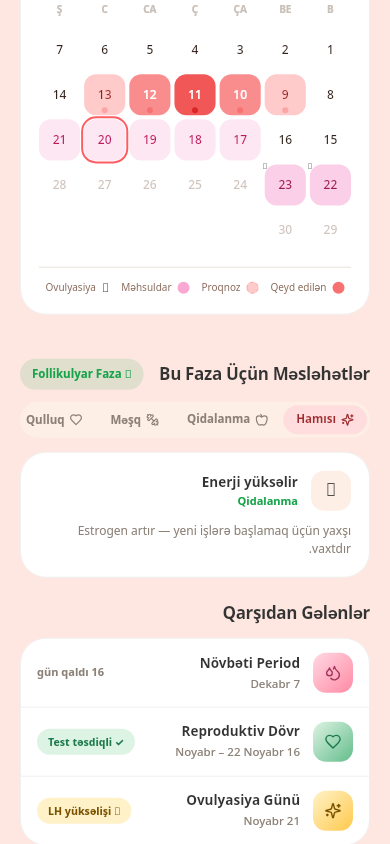 Ş C CA Ç ÇA BE B
7 6 5 4 3 2 1
14 13 12 11 10 9 8
21 20 19 18 17 16 15
28 27 26 25 24 23 22
30 29
Ovulyasiya Məhsuldar Proqnoz Qeyd edilən
Follikulyar Faza Bu Faza Üçün Məsləhətlər
Qulluq Məşq Qidalanma Hamısı
Enerji yüksəlir
Qidalanma
Estrogen artır — yeni işlərə başlamaq üçün yaxşı
.vaxtdır
Qarşıdan Gələnlər
Növbəti Period
gün qaldı 16
Dekabr 7
Reproduktiv Dövr
Test təsdiqli ✓
Noyabr – 22 Noyabr 16
Ovulyasiya Günü
LH yüksəlişi
Noyabr 21